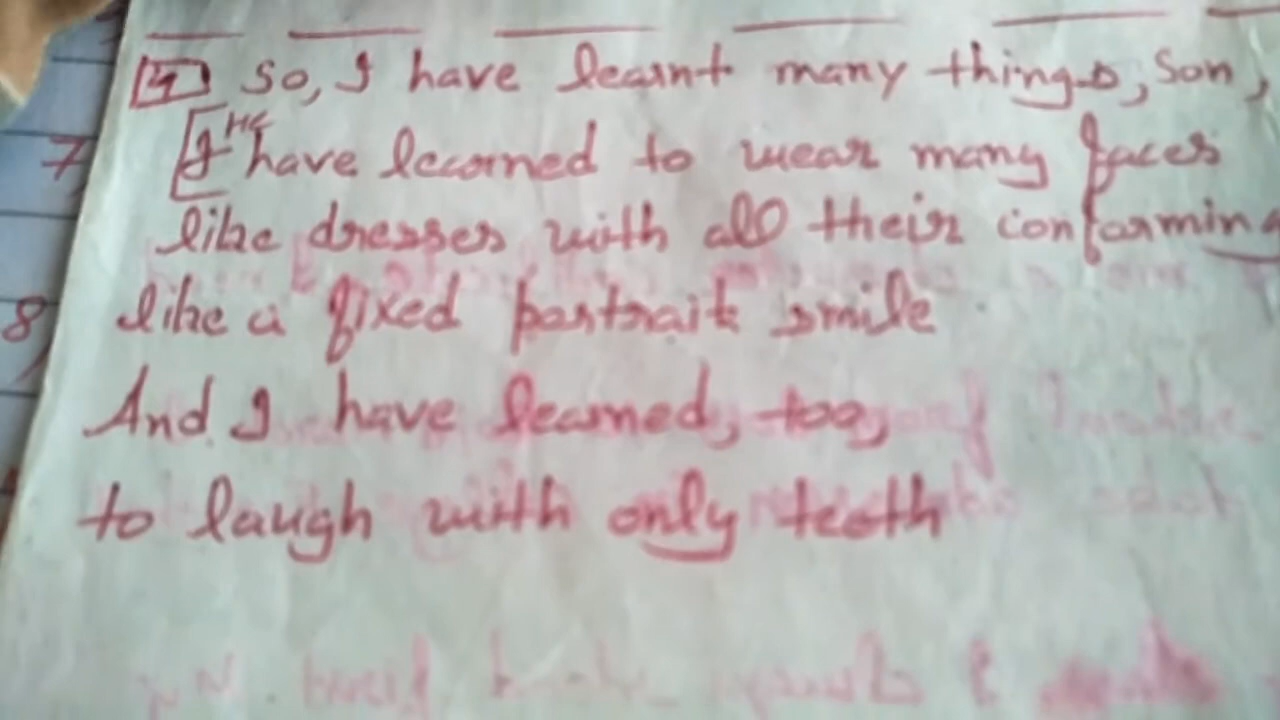 4 So, I have learnt many things, Son,
He
7, [I have learned to wear many faces
like dresses with all their conforming
8, like a fixed portrait smile
And I have learned, too,
to laugh with only teeth